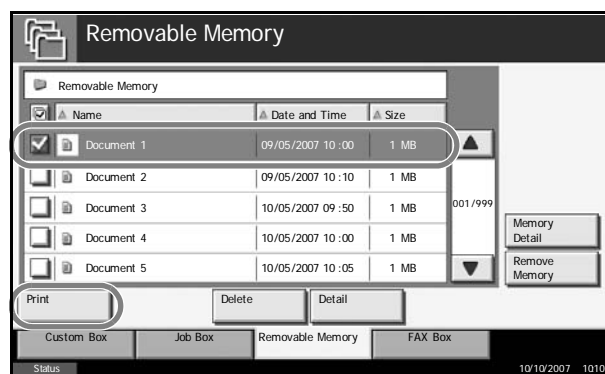 Removable Memory
Removable Memory
Name Date and Time Size
Document 1 09/05/2007 10:00 1 MB
Document 2 09/05/2007 10:10 1 MB
Document 3 10/05/2007 09:50 1 MB
Document 4 10/05/2007 10:00 1 MB
Document 5 10/05/2007 10:05 1 MB
001/999
Memory
Detail
Remove
Memory
Print Delete Detail
Custom Box Job Box Removable Memory FAX Box
Status 10/10/2007 1010